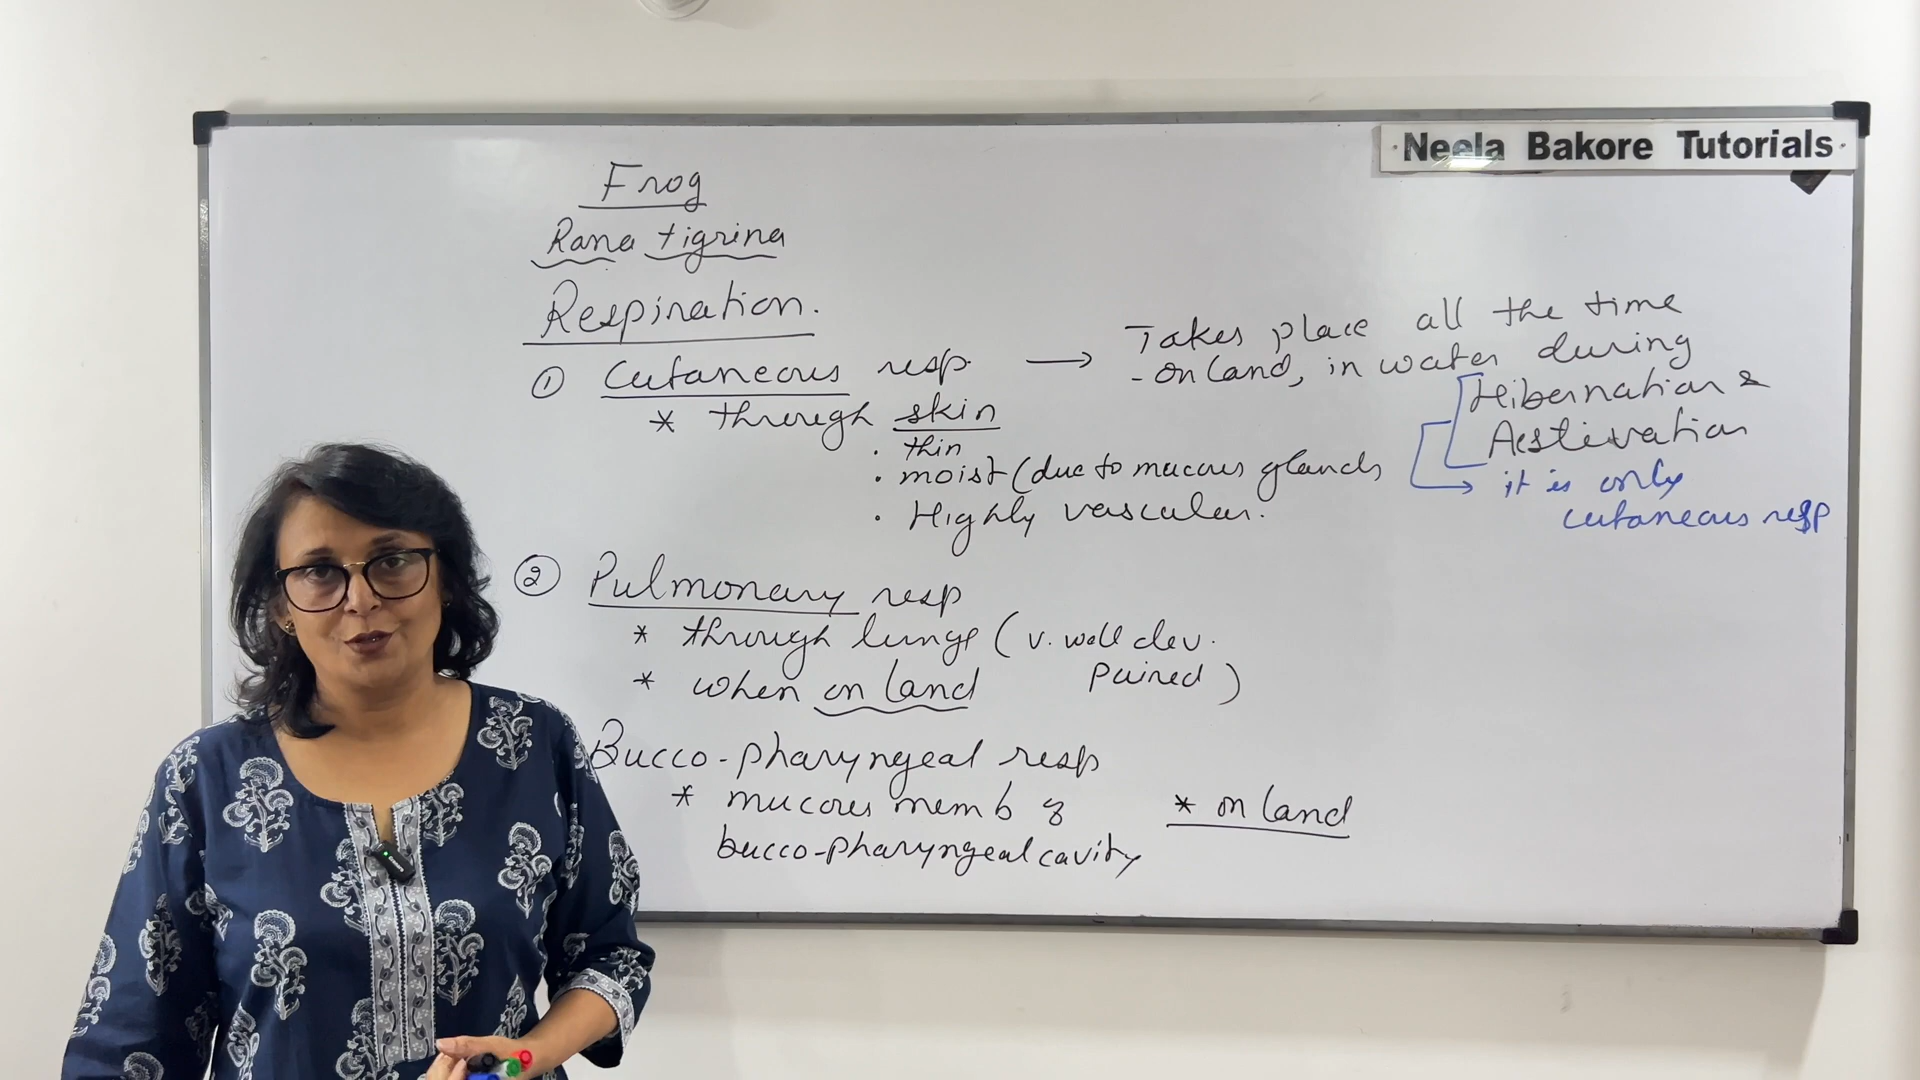 Neela Bakore Tutorials
Frog
Rana tigrina
Respiration.
① Cutaneous resp. → Takes place all the time
- on land, in water during
Hibernation &
Aestivation
it is only
cutaneous resp
* through skin
. thin
. moist (due to mucous glands
. Highly vascular.
② Pulmonary resp
* through lungs (v. well dev.
paired)
* when on land
Bucco-pharyngeal resp
* mucous memb of
bucco-pharyngeal cavity
* on land